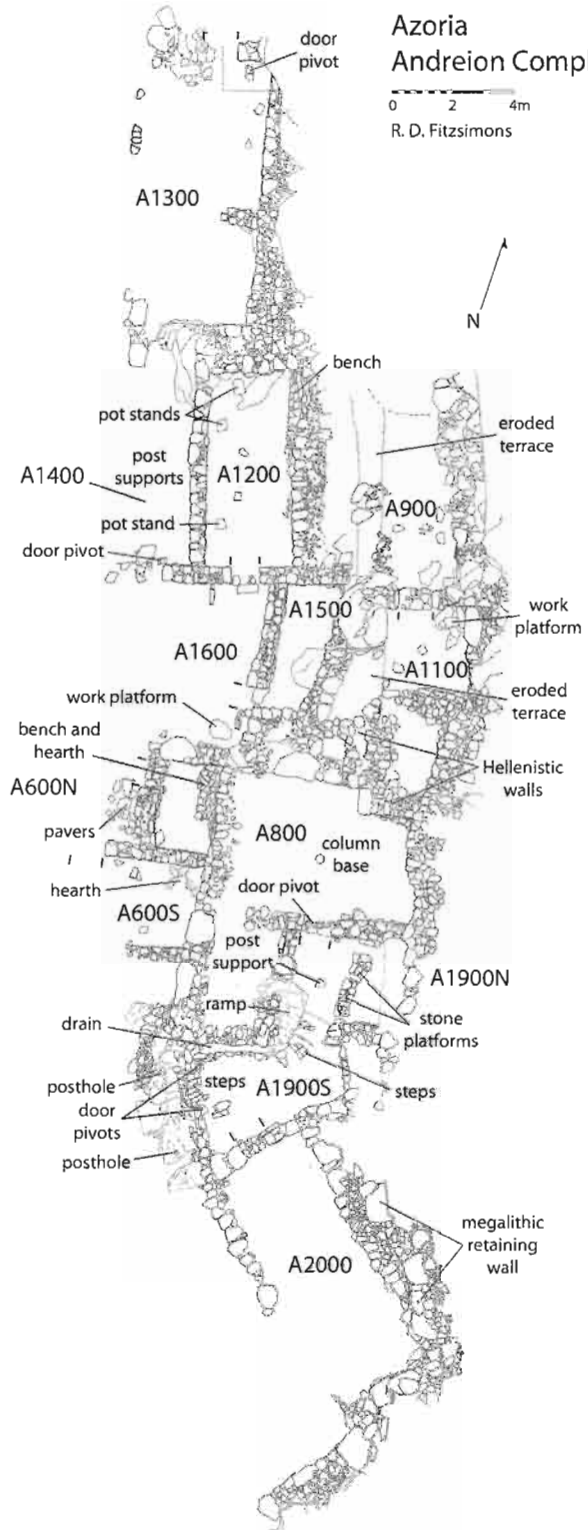 Azoria
Andreion Compl
0 2 4m
R. D. Fitzsimons
door
pivot
A1300
N
bench
pot stands
eroded
terrace
post
supports
A1200
A1400
A900
pot stand
door pivot
A1500
work
platform
A1600
A1100
work platform
eroded
terrace
bench and
hearth
Hellenistic
walls
A600N
A800
pavers
column
base
hearth
door pivot
A600S
post
support
A1900N
ramp
stone
platforms
drain
posthole
steps
A1900S
steps
door
pivots
posthole
megalithic
retaining
wall
A2000